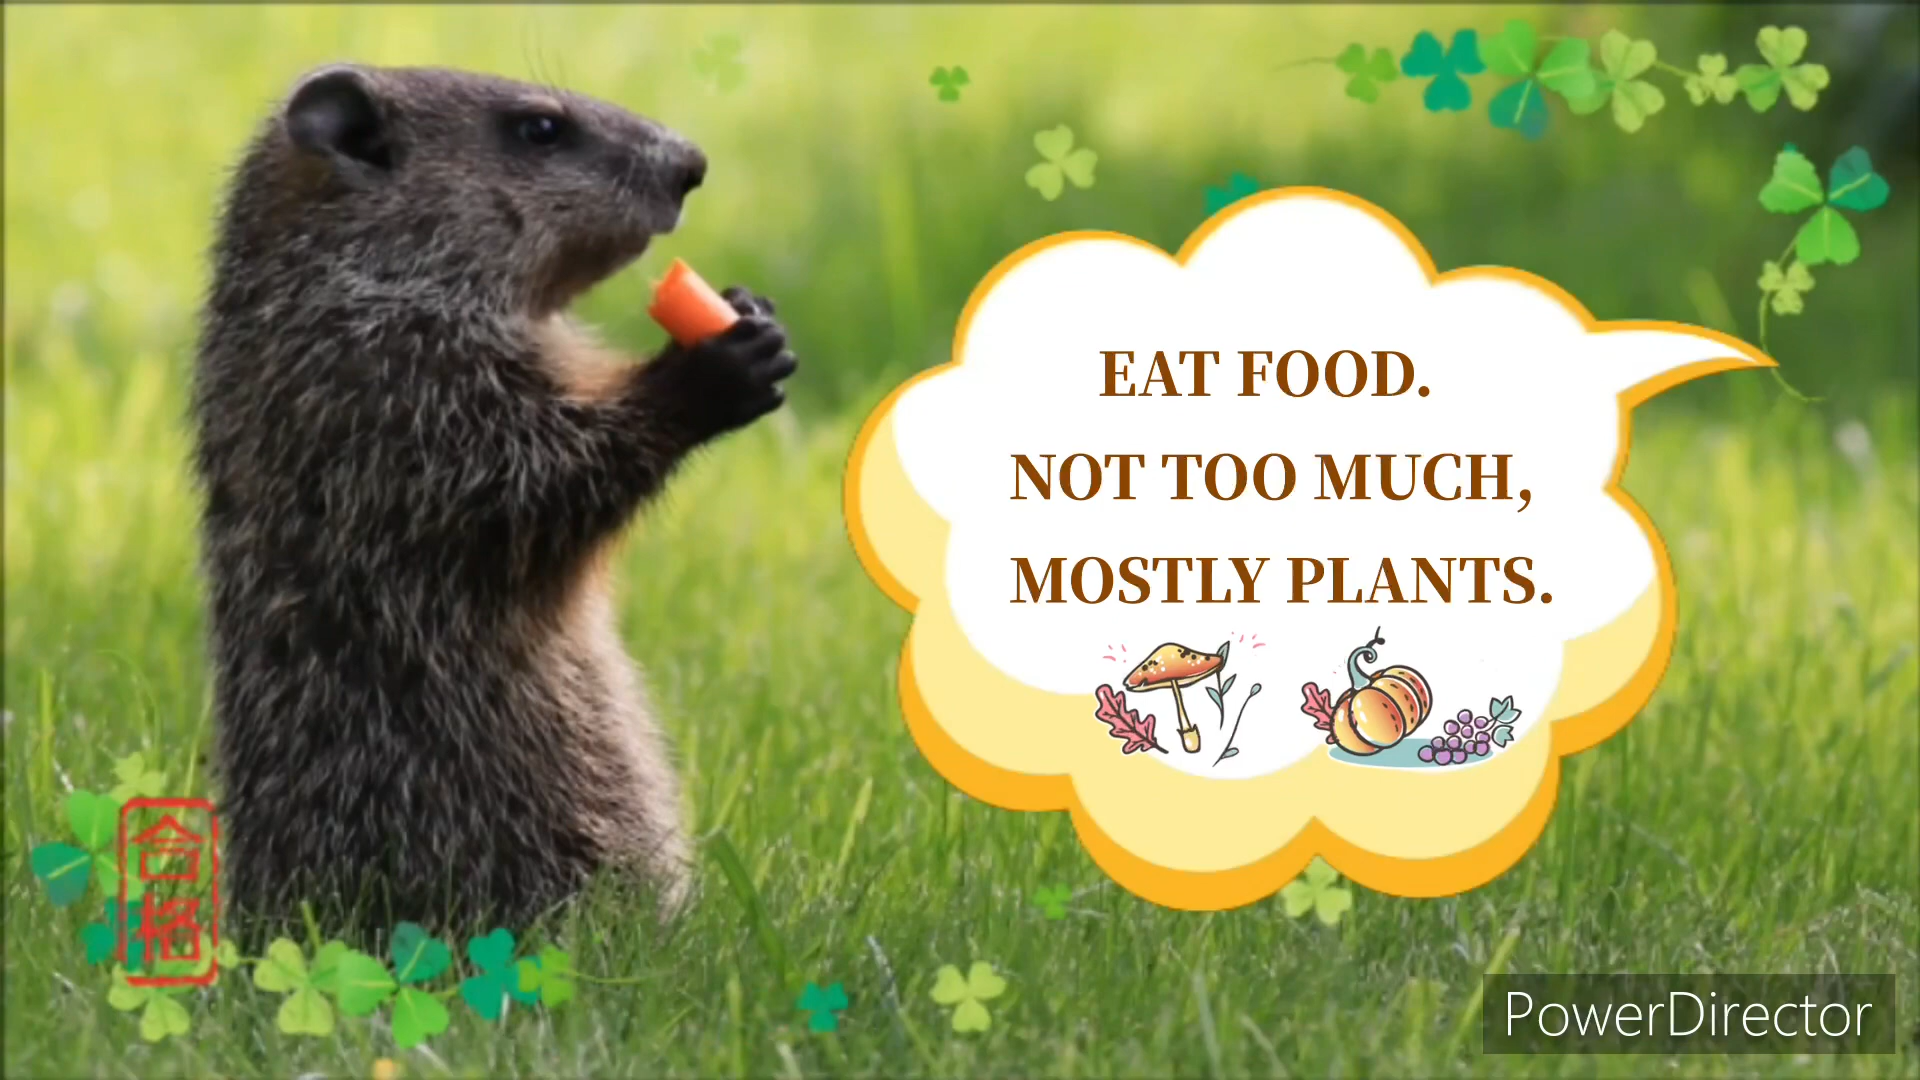 EAT FOOD.
NOT TOO MUCH,
MOSTLY PLANTS.
合格
PowerDirector